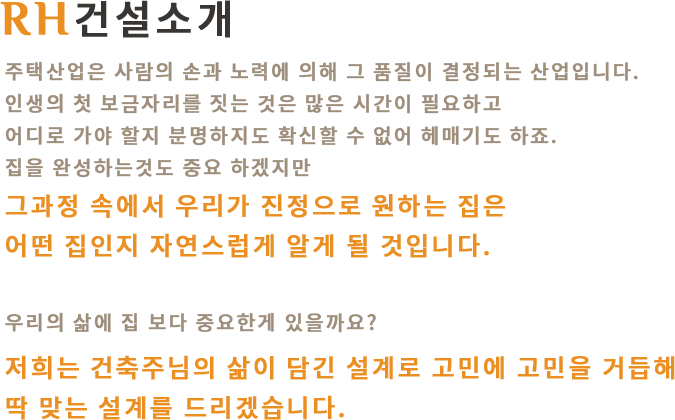 RH건설소개
주택산업은 사람의 손과 노력에 의해 그 품질이 결정되는 산업입니다.
인생의 첫 보금자리를 짓는 것은 많은 시간이 필요하고
어디로 가야 할지 분명하지도 확신할 수 없어 헤매기도 하죠.
집을 완성하는것도 중요 하겠지만
그과정 속에서 우리가 진정으로 원하는 집은
어떤 집인지 자연스럽게 알게 될 것입니다.
우리의 삶에 집 보다 중요한게 있을까요?
저희는 건축주님의 삶이 담긴 설계로 고민에 고민을 거듭해
딱 맞는 설계를 드리겠습니다.